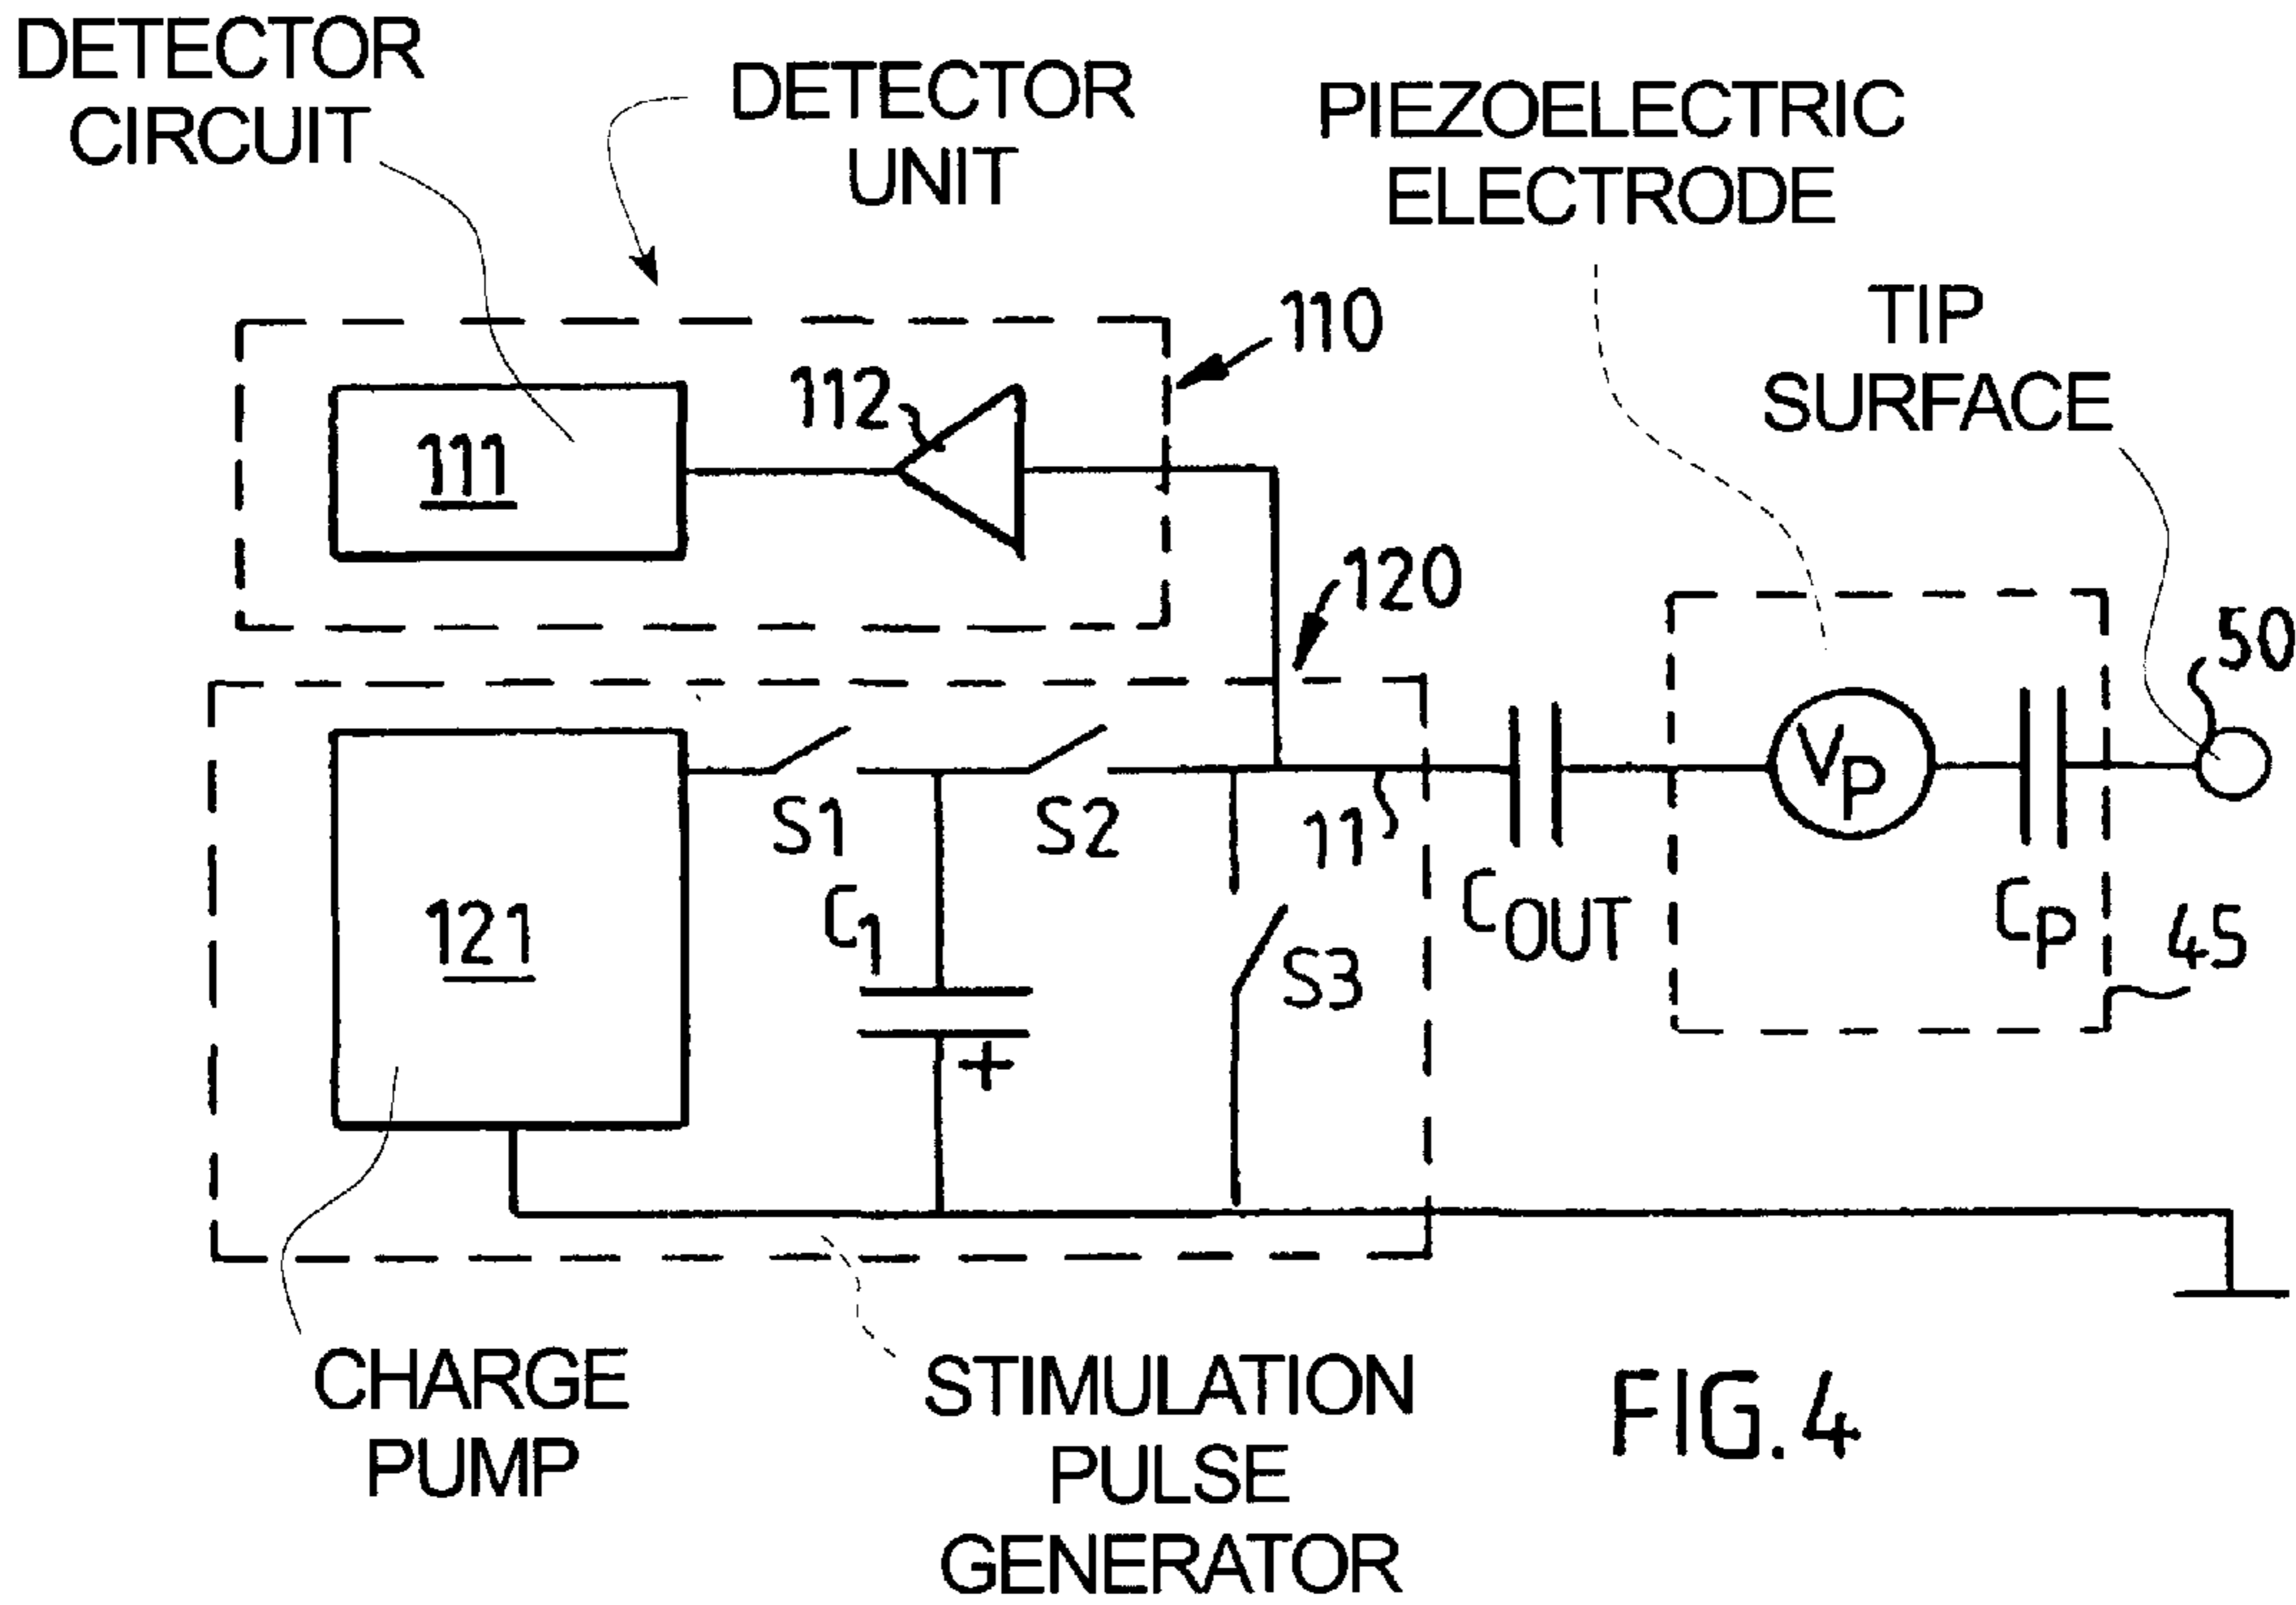 DETECTOR
CIRCUIT
DETECTOR
UNIT
PIEZOELECTRIC
ELECTRODE
TIP
SURFACE
110
112
111
120
50
VP
S1
S2
11
C1
COUT
CP
45
121
S3
+
CHARGE
PUMP
STIMULATION
PULSE
GENERATOR
FIG.4